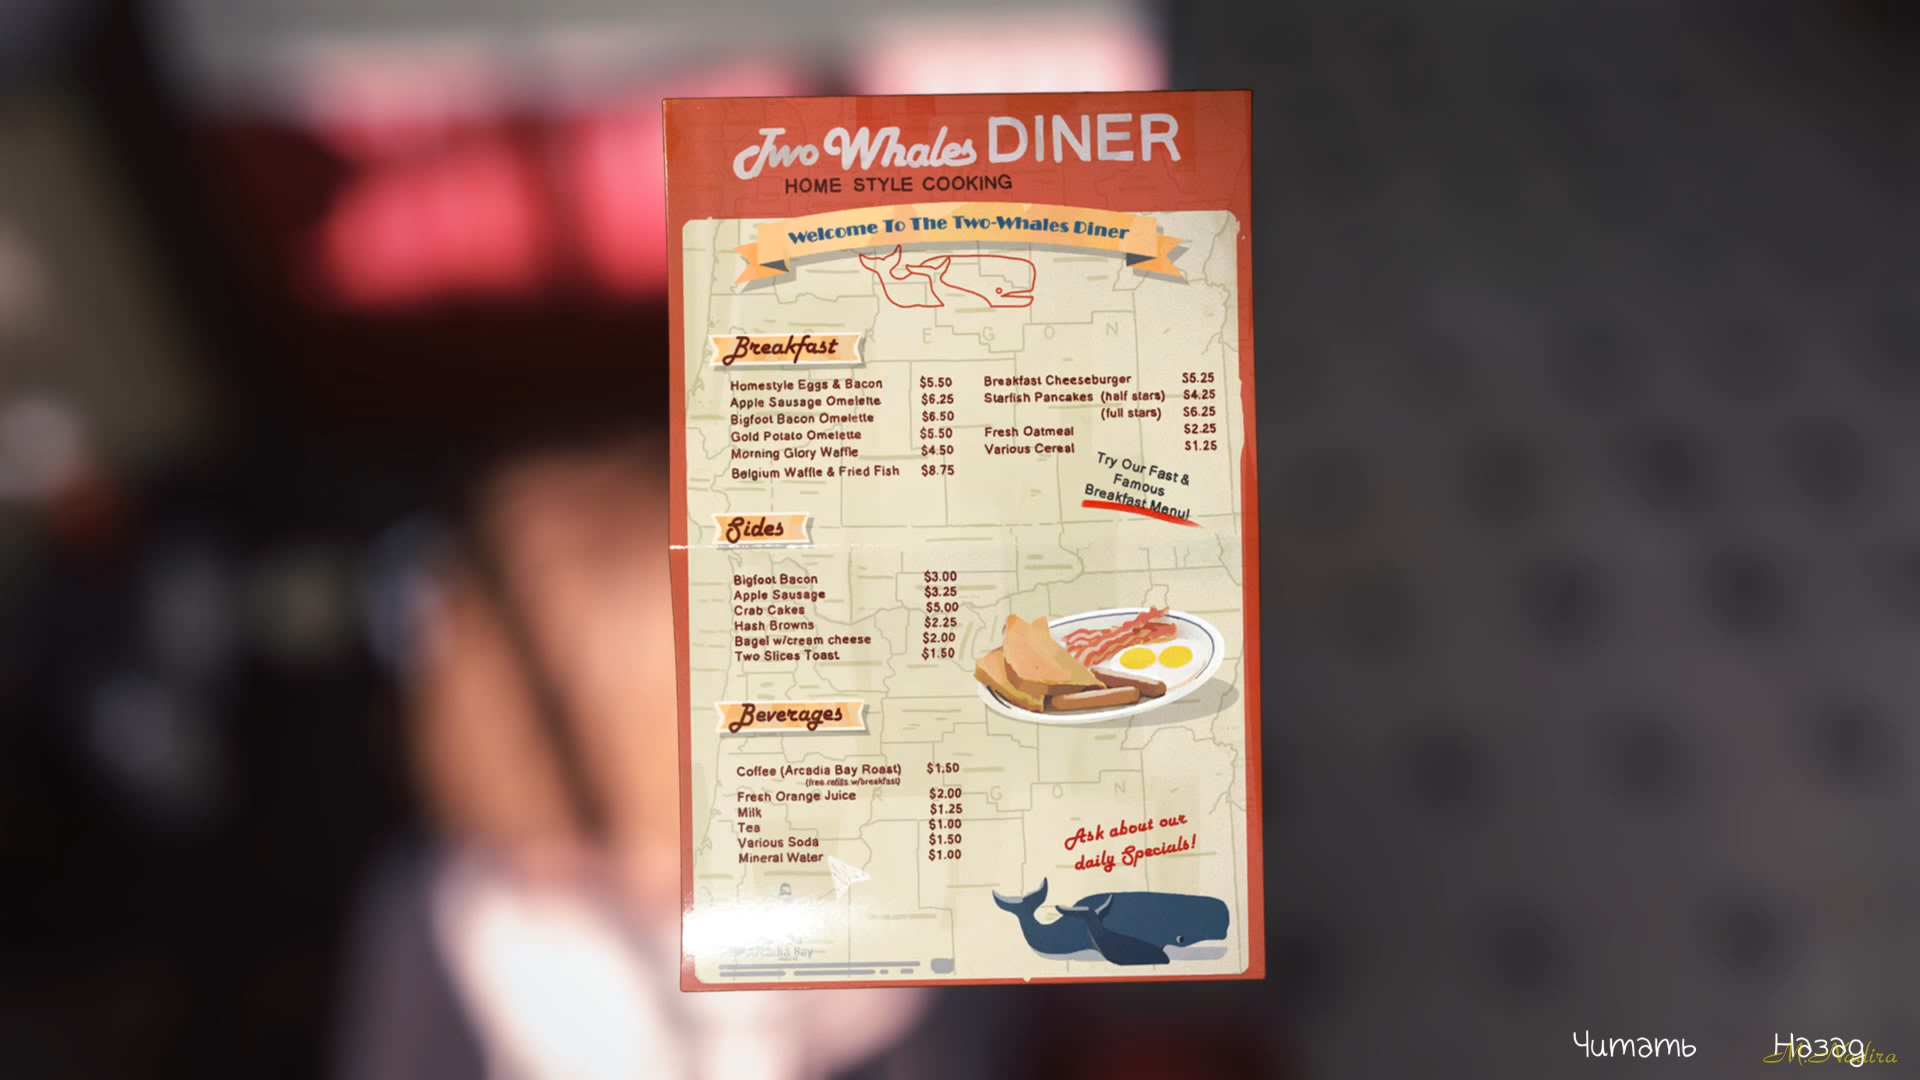 Two Whales DINER
HOME STYLE COOKING
Welcome To The Two-Whales Diner
OREGON
Breakfast
Homestyle Eggs & Bacon $5.50
Apple Sausage Omelette $6.25
Bigfoot Bacon Omelette $6.50
Gold Potato Omelette $5.50
Morning Glory Waffle $4.50
Belgium Waffle & Fried Fish $8.75
Breakfast Cheeseburger $5.25
Starfish Pancakes (half stars) $4.25
(full stars) $6.25
Fresh Oatmeal $2.25
Various Cereal $1.25
Try Our Fast &
Famous
Breakfast Menu!
Sides
Bigfoot Bacon $3.00
Apple Sausage $3.25
Crab Cakes $5.00
Hash Browns $2.25
Bagel w/cream cheese $2.00
Two Slices Toast $1.50
Beverages
Coffee (Arcadia Bay Roast) $1.50
(free refills w/breakfast)
Fresh Orange Juice $2.00
Milk $1.25
Tea $1.00
Various Soda $1.50
Mineral Water $1.00
G O N
Ask about our
daily Specials!
Arcadia Bay
Читать Назад
M.Nadira